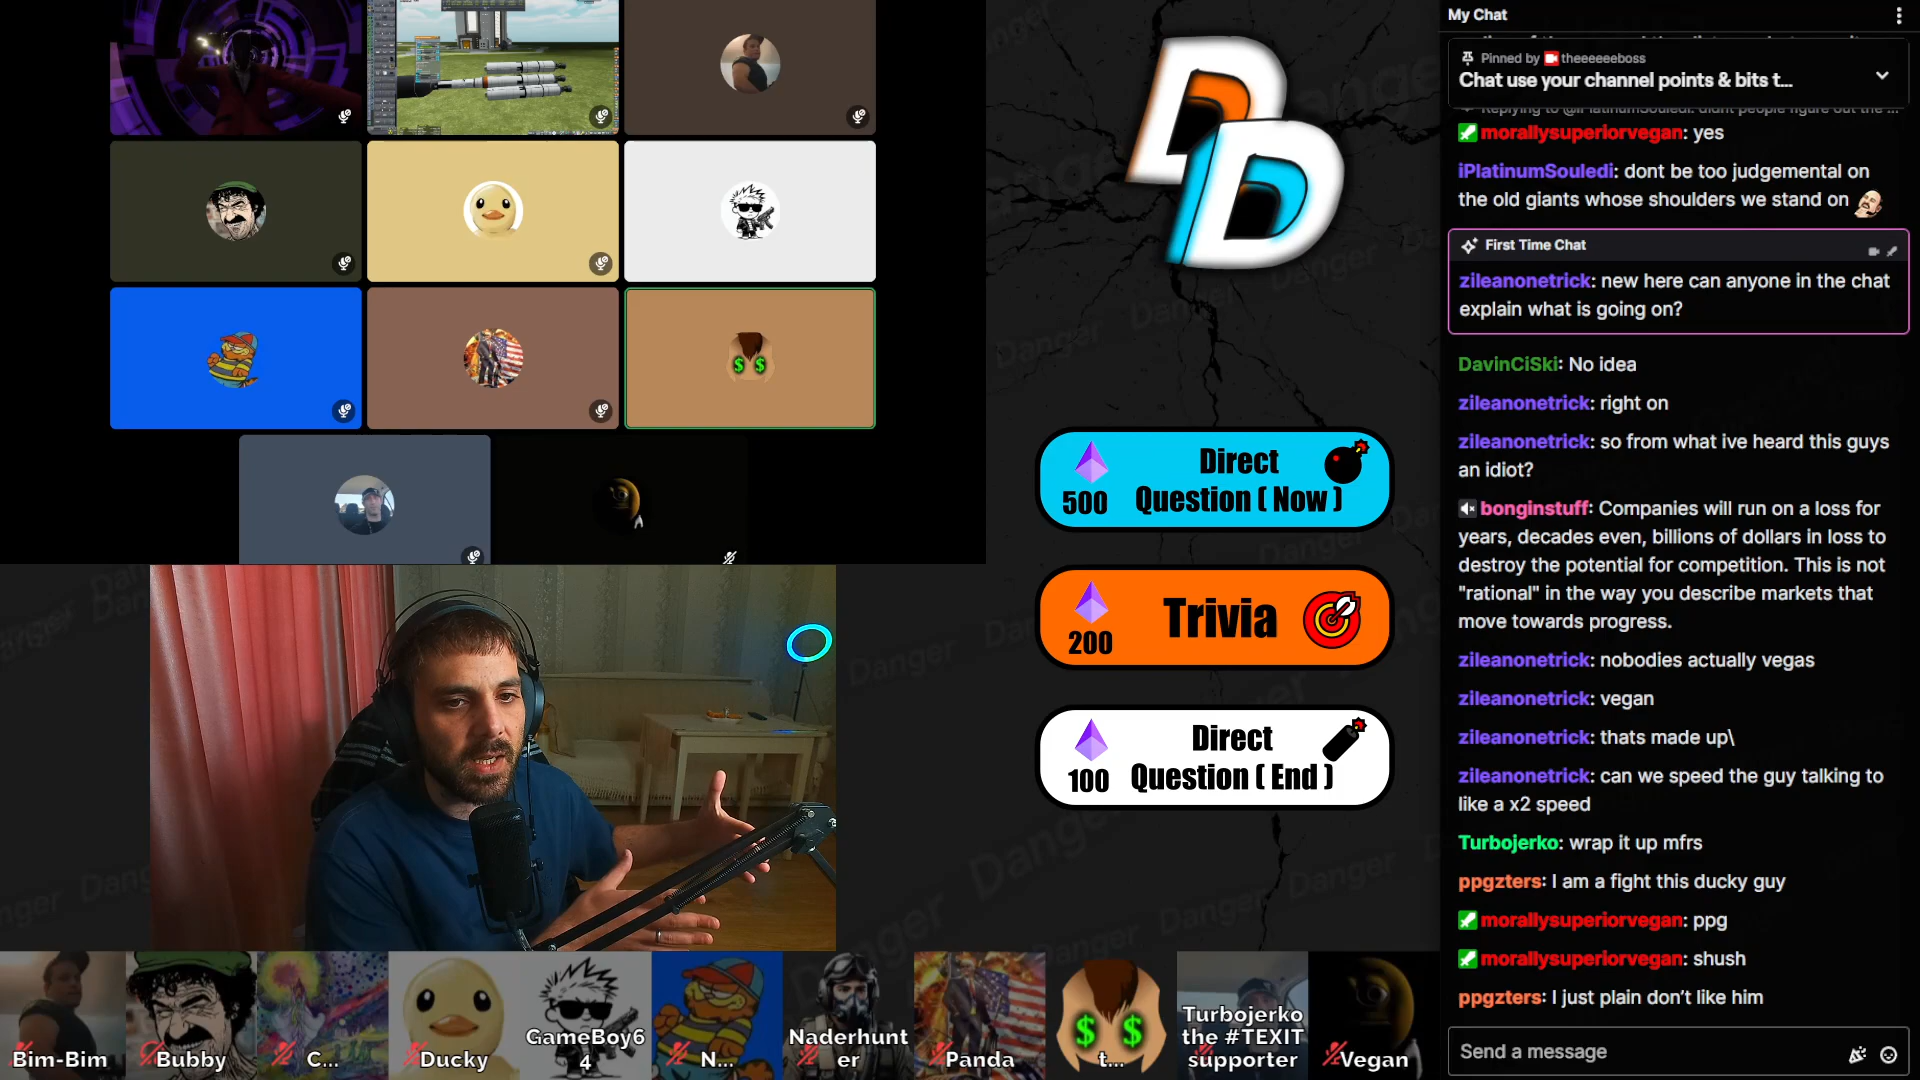 My Chat
Pinned by theeeeeeboss
Chat use your channel points & bits t...
morallysuperiorvegan: yes
iPlatinumSouledi: dont be too judgemental on
the old giants whose shoulders we stand on
First Time Chat
zileanonetrick: new here can anyone in the chat
explain what is going on?
DavinCiSki: No idea
zileanonetrick: right on
zileanonetrick: so from what ive heard this guys
an idiot?
bonginstuff: Companies will run on a loss for
years, decades even, billions of dollars in loss to
destroy the potential for competition. This is not
"rational" in the way you describe markets that
move towards progress.
zileanonetrick: nobodies actually vegas
zileanonetrick: vegan
zileanonetrick: thats made up\
zileanonetrick: can we speed the guy talking to
like a x2 speed
Turbojerko: wrap it up mfrs
ppgzters: I am a fight this ducky guy
morallysuperiorvegan: ppg
morallysuperiorvegan: shush
ppgzters: I just plain don't like him
Send a message
DD
500
Direct
Question ( Now )
200
Trivia
100
Direct
Question ( End )
Danger
Bim-Bim
Bubby
C...
Ducky
GameBoy6
4
N...
Naderhunt
er
Panda
t...
Turbojerko
the #TEXIT
supporter
Vegan